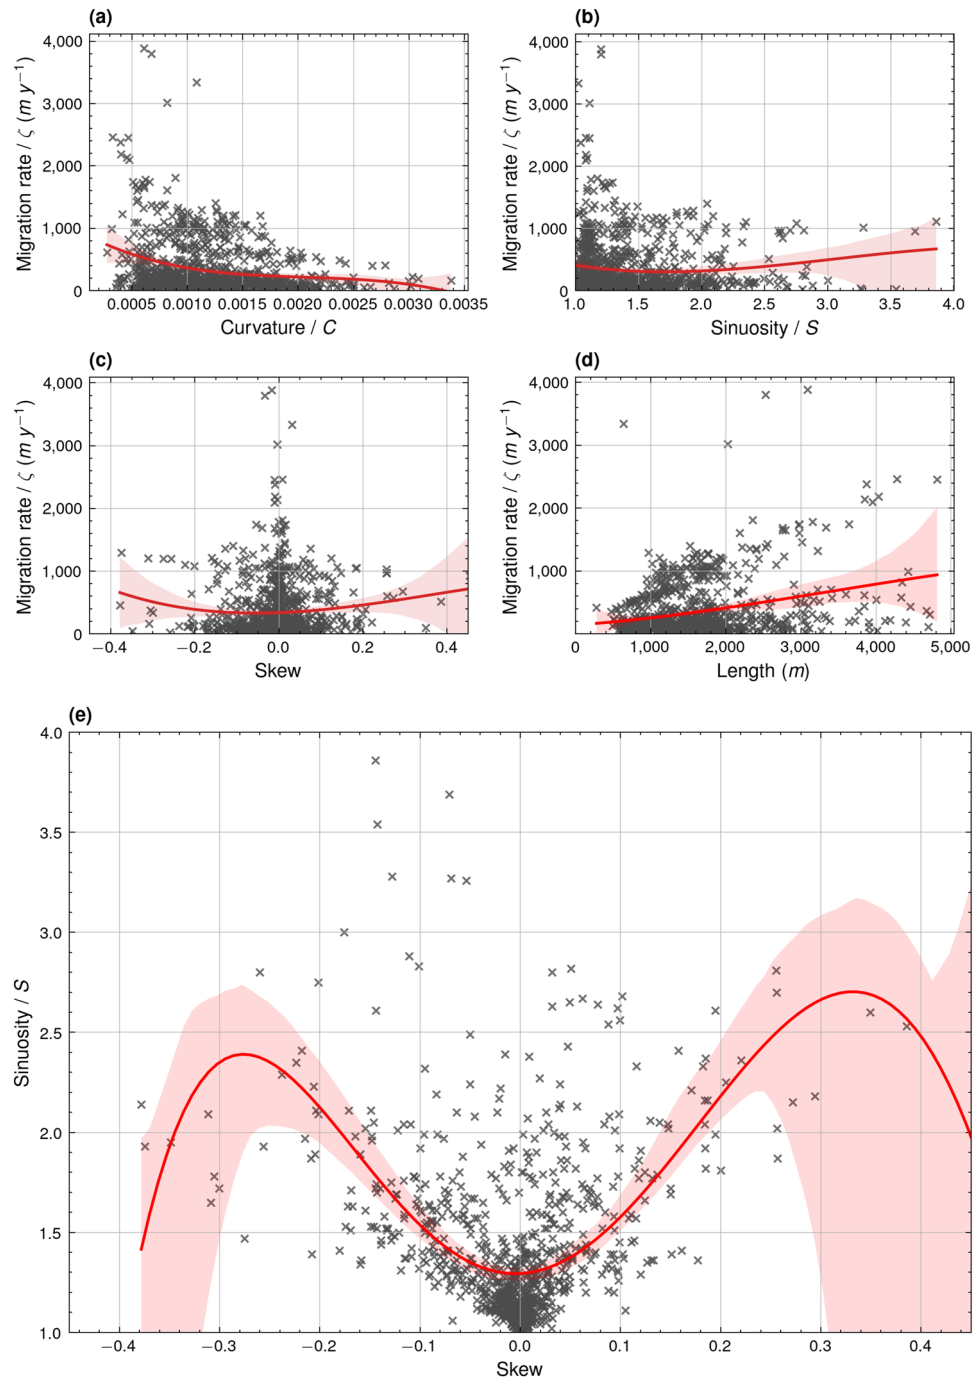 (a)
4,000
3,000
2,000
1,000
0
Migration rate / ζ (m y⁻¹)
0.0005 0.0010 0.0015 0.0020 0.0025 0.0030 0.0035
Curvature / C
(b)
4,000
3,000
2,000
1,000
0
Migration rate / ζ (m y⁻¹)
1.0 1.5 2.0 2.5 3.0 3.5 4.0
Sinuosity / S
(c)
4,000
3,000
2,000
1,000
0
Migration rate / ζ (m y⁻¹)
−0.4 −0.2 0.0 0.2 0.4
Skew
(d)
4,000
3,000
2,000
1,000
0
Migration rate / ζ (m y⁻¹)
0 1,000 2,000 3,000 4,000 5,000
Length (m)
(e)
4.0
3.5
3.0
2.5
2.0
1.5
1.0
Sinuosity / S
−0.4 −0.3 −0.2 −0.1 0.0 0.1 0.2 0.3 0.4
Skew